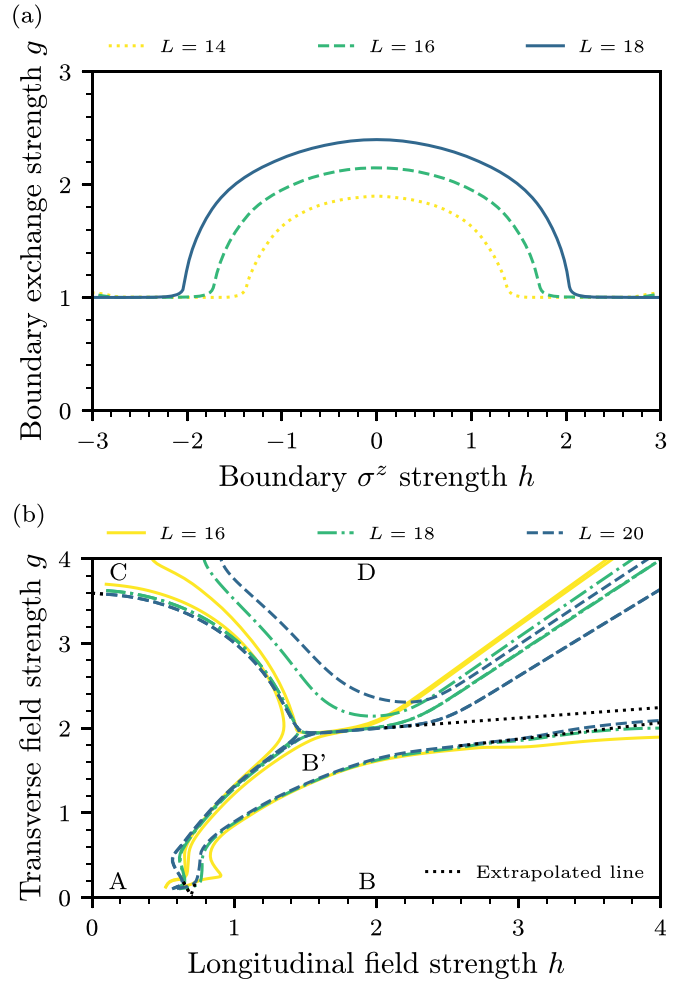 (a)
L = 14 L = 16 L = 18
Boundary exchange strength g
3
2
1
0
−3 −2 −1 0 1 2 3
Boundary σ^z strength h
(b)
L = 16 L = 18 L = 20
Transverse field strength g
4
3
2
1
0
C D
B'
A B
Extrapolated line
0 1 2 3 4
Longitudinal field strength h